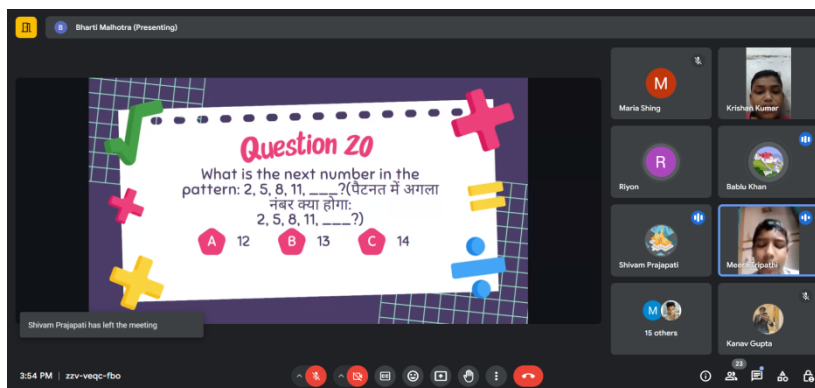 Bharti Malhotra (Presenting)
B
Question 20
What is the next number in the
pattern: 2, 5, 8, 11, ___?(पैटनत में अगला
नंबर क्या होगा:
2, 5, 8, 11, ___?)
A 12 B 13 C 14
Shivam Prajapati has left the meeting
M
Maria Shing
Krishan Kumar
R
Riyon
Bablu Khan
Shivam Prajapati
Meera Tripathi
M
15 others
Kanav Gupta
3:54 PM | zzv-veqc-fbo
23